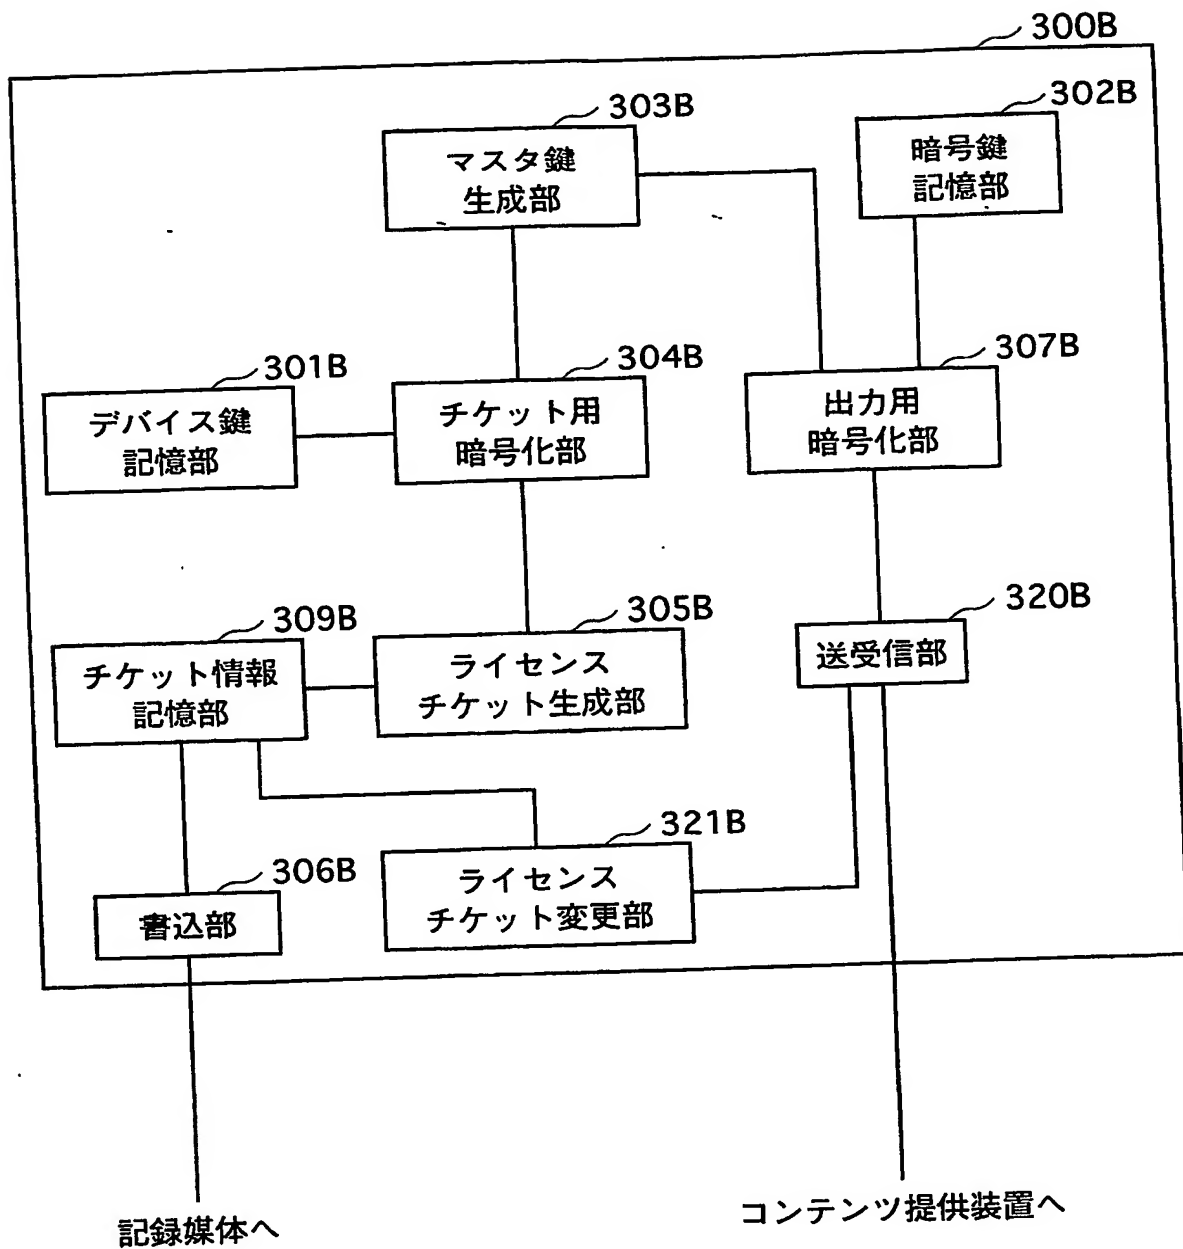 300B
303B
302B
マスタ鍵
生成部
暗号鍵
記憶部
301B
304B
307B
デバイス鍵
記憶部
チケット用
暗号化部
出力用
暗号化部
309B
305B
320B
チケット情報
記憶部
ライセンス
チケット生成部
送受信部
321B
306B
ライセンス
チケット変更部
書込部
記録媒体へ
コンテンツ提供装置へ